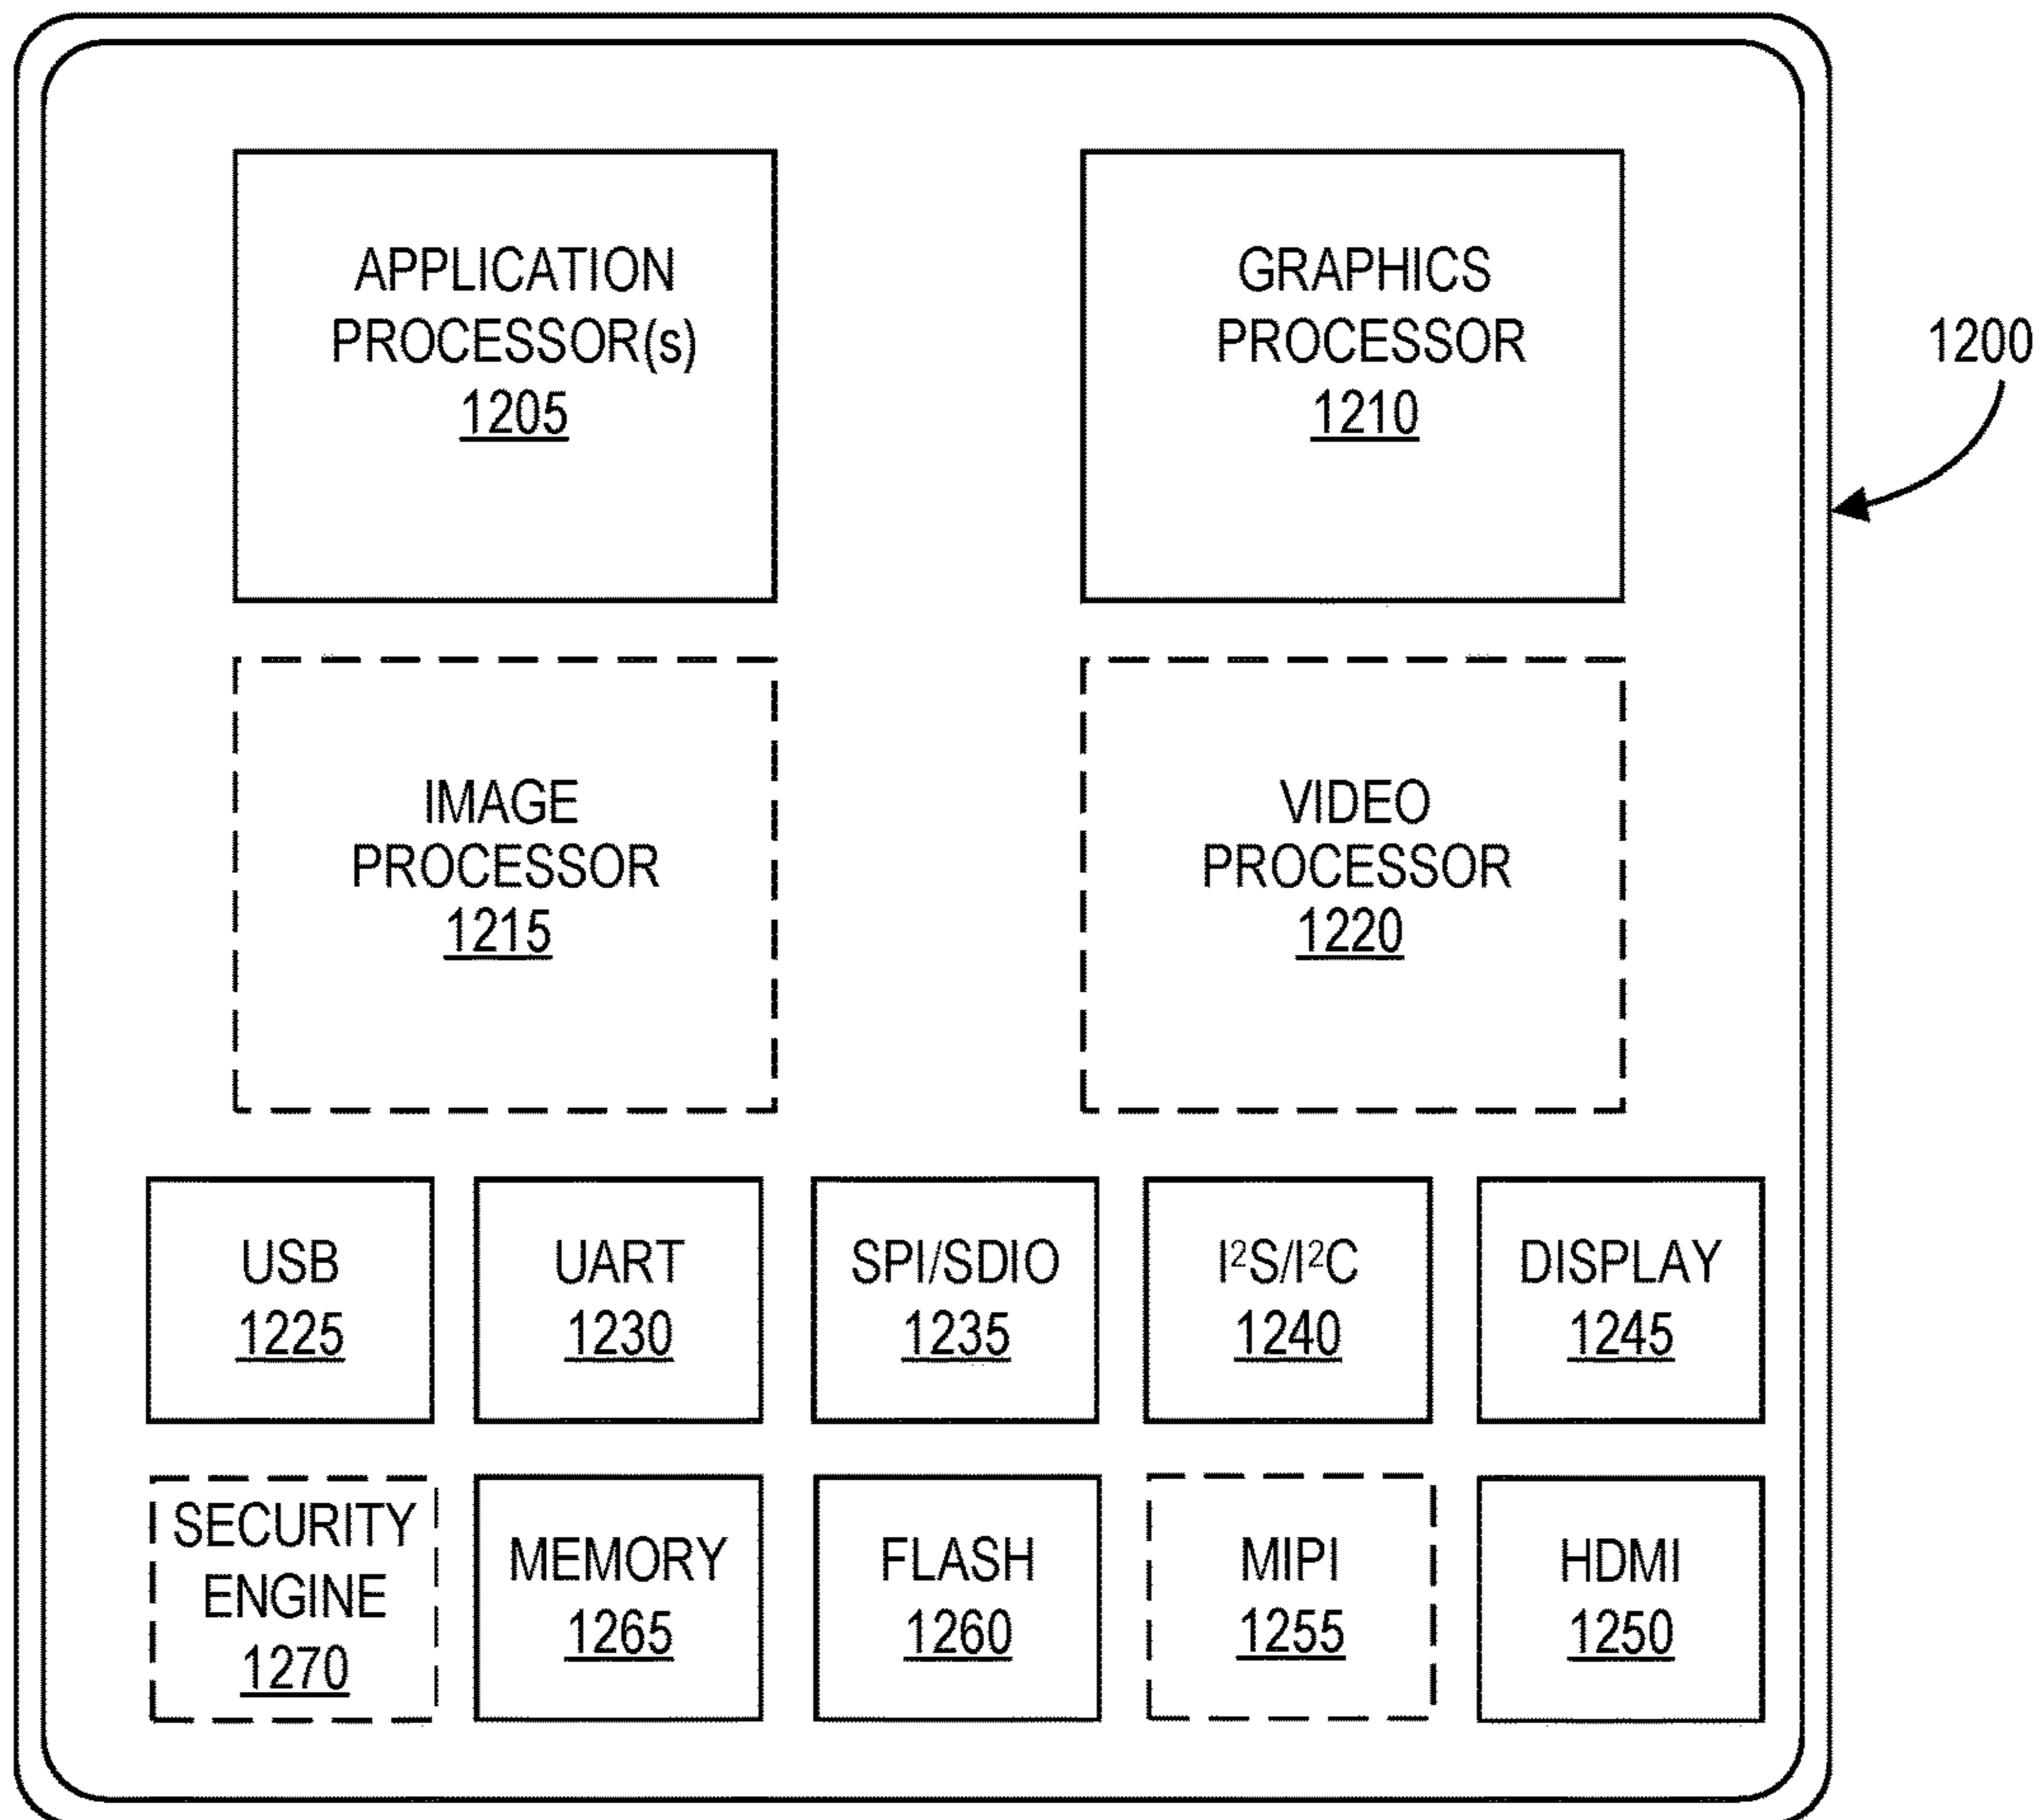 APPLICATION
PROCESSOR(s)
1205
GRAPHICS
PROCESSOR
1210
1200
IMAGE
PROCESSOR
1215
VIDEO
PROCESSOR
1220
USB
1225
UART
1230
SPI/SDIO
1235
I²S/I²C
1240
DISPLAY
1245
SECURITY
ENGINE
1270
MEMORY
1265
FLASH
1260
MIPI
1255
HDMI
1250